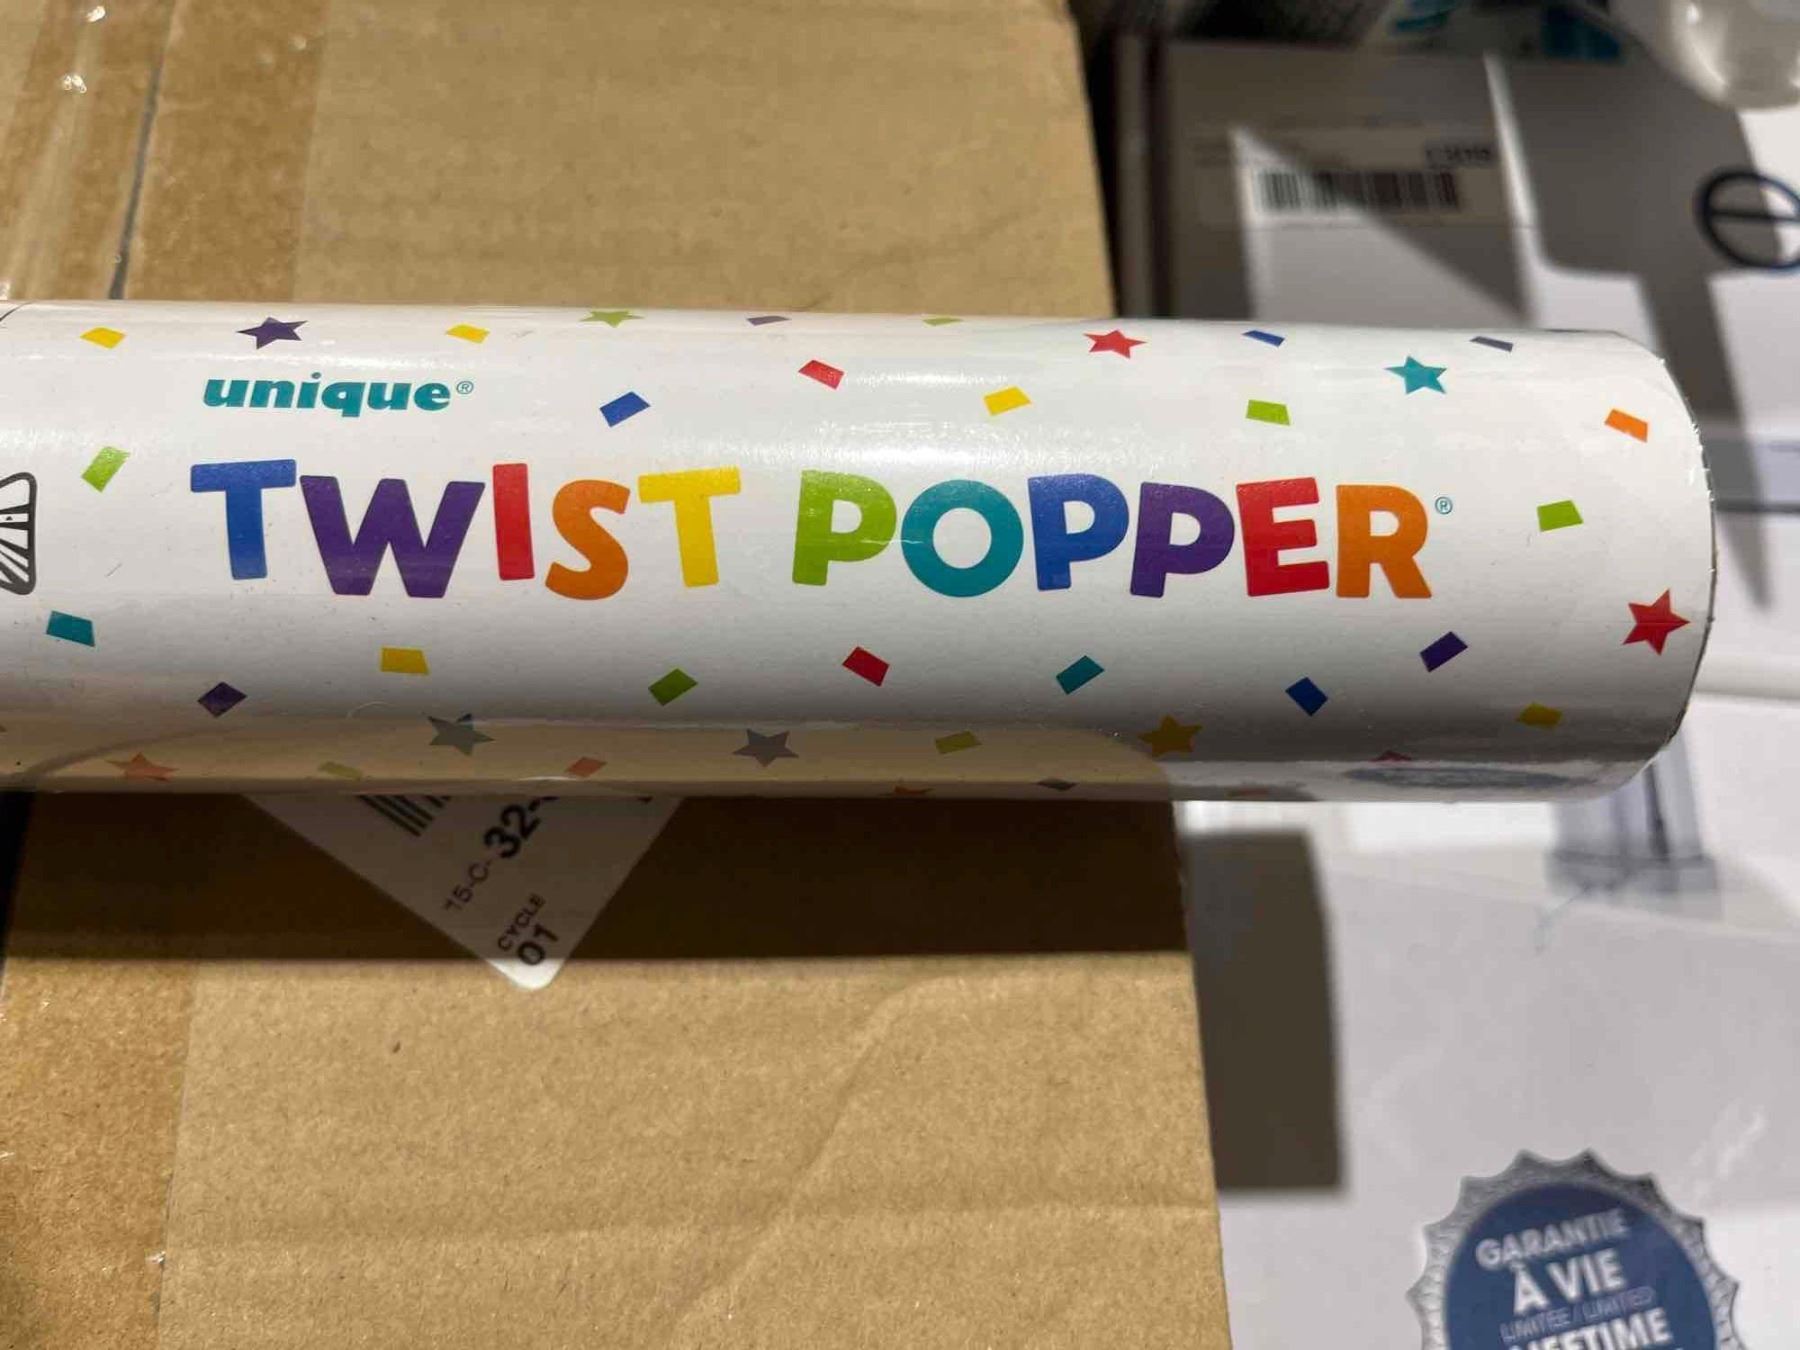 unique®
TWIST POPPER®
15-C-32-
CYCLE
01
GARANTIE
À VIE
LIMITÉE / LIMITED
LIFETIME